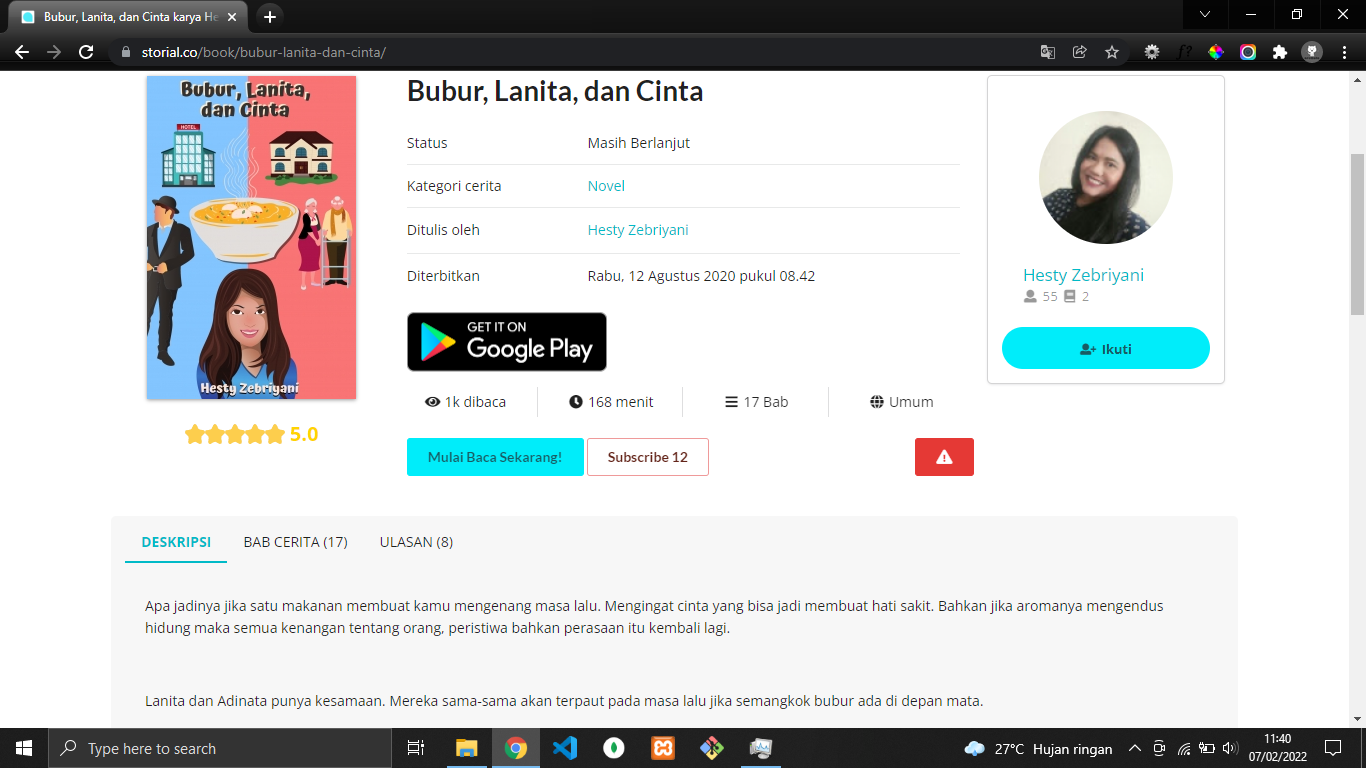 Bubur, Lanita, dan Cinta karya He
storial.co/book/bubur-lanita-dan-cinta/
f?
Bubur, Lanita,
dan Cinta
HOTEL
Hesty Zebriyani
5.0
Bubur, Lanita, dan Cinta
Status Masih Berlanjut
Kategori cerita Novel
Ditulis oleh Hesty Zebriyani
Diterbitkan Rabu, 12 Agustus 2020 pukul 08.42
GET IT ON
Google Play
1k dibaca 168 menit 17 Bab Umum
Mulai Baca Sekarang! Subscribe 12
Hesty Zebriyani
55 2
Ikuti
DESKRIPSI BAB CERITA (17) ULASAN (8)
Apa jadinya jika satu makanan membuat kamu mengenang masa lalu. Mengingat cinta yang bisa jadi membuat hati sakit. Bahkan jika aromanya mengendus
hidung maka semua kenangan tentang orang, peristiwa bahkan perasaan itu kembali lagi.
Lanita dan Adinata punya kesamaan. Mereka sama-sama akan terpaut pada masa lalu jika semangkok bubur ada di depan mata.
Type here to search
27°C Hujan ringan
11:40
07/02/2022